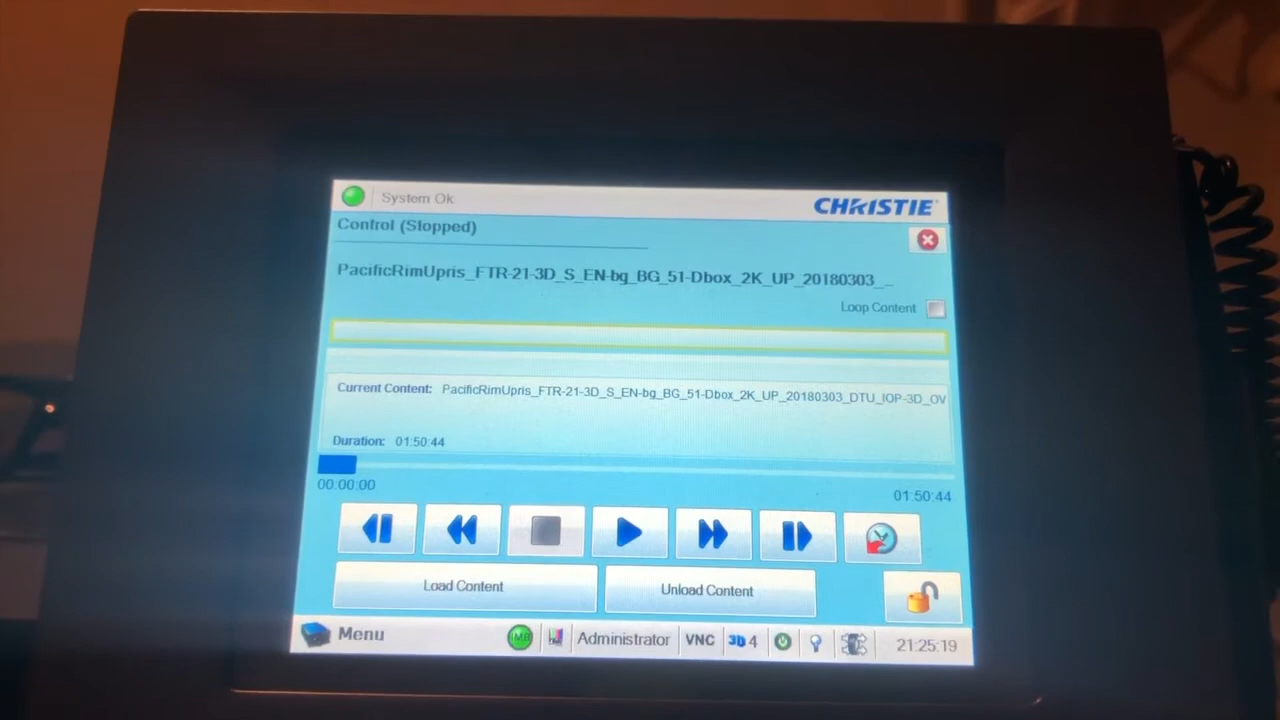 System Ok
CHRISTIE
Control (Stopped)
PacificRimUpris_FTR-21-3D_S_EN-bg_BG_51-Dbox_2K_UP_20180303_...
Loop Content
Current Content: PacificRimUpris_FTR-21-3D_S_EN-bg_BG_51-Dbox_2K_UP_20180303_DTU_IOP-3D_OV
Duration: 01:50:44
00:00:00
01:50:44
Load Content
Unload Content
Menu
IMB
Administrator
VNC
3D 4
21:25:19